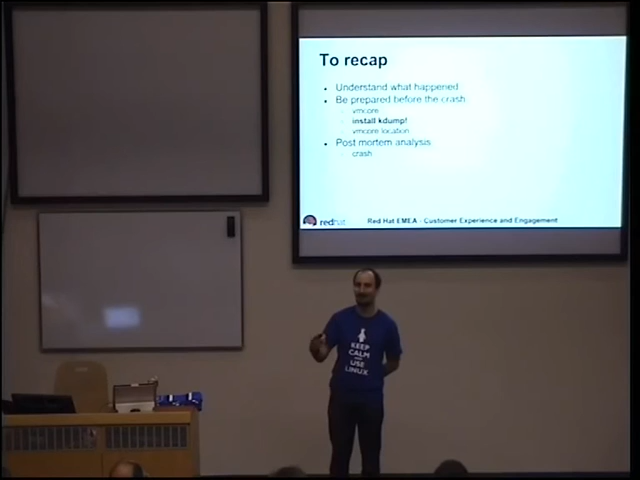 To recap
Understand what happened
Be prepared before the crash
vmcore
install kdump!
vmcore location
Post mortem analysis
crash
redhat
Red Hat EMEA - Customer Experience and Engagement
KEEP
CALM
AND
USE
LINUX